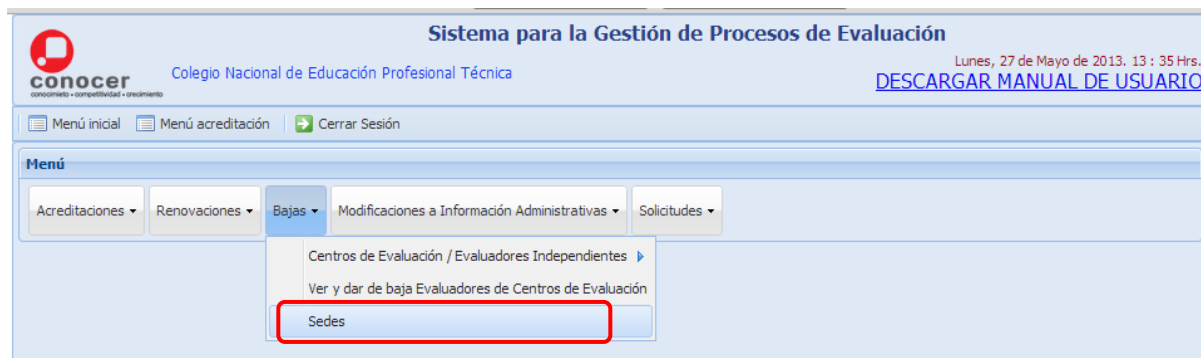 Sistema para la Gestión de Procesos de Evaluación
conocer
conocimiento • competitividad • crecimiento
Colegio Nacional de Educación Profesional Técnica
Lunes, 27 de Mayo de 2013. 13 : 35 Hrs.
DESCARGAR MANUAL DE USUARIO
Menú inicial Menú acreditación Cerrar Sesión
Menú
Acreditaciones Renovaciones Bajas Modificaciones a Información Administrativas Solicitudes
Centros de Evaluación / Evaluadores Independientes
Ver y dar de baja Evaluadores de Centros de Evaluación
Sedes